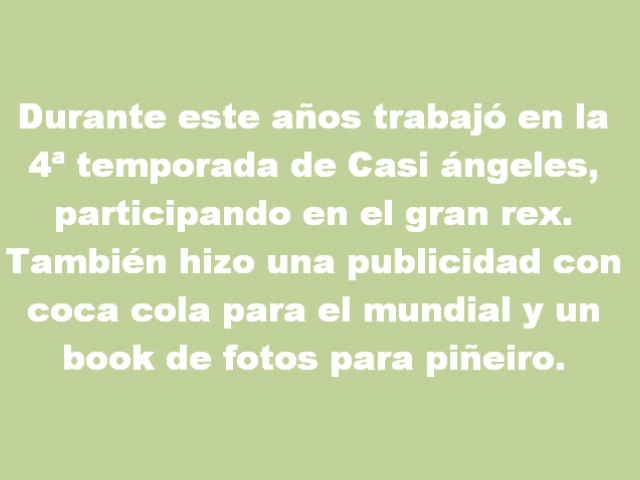 Durante este años trabajó en la
4ª temporada de Casi ángeles,
participando en el gran rex.
También hizo una publicidad con
coca cola para el mundial y un
book de fotos para piñeiro.